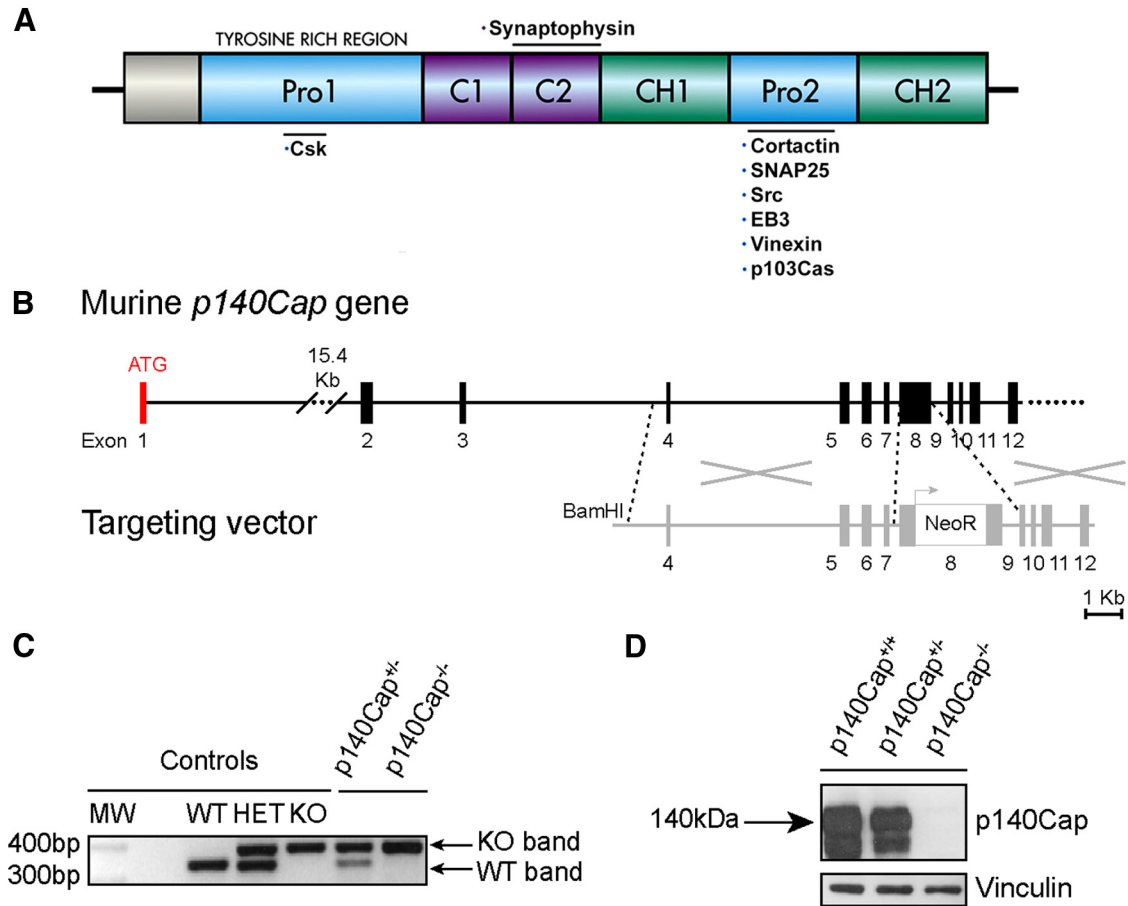 A
TYROSINE RICH REGION
·Synaptophysin
Pro1 C1 C2 CH1 Pro2 CH2
·Csk
·Cortactin
·SNAP25
·Src
·EB3
·Vinexin
·p103Cas
B
Murine p140Cap gene
ATG
15.4
Kb
Exon 1 2 3 4 5 6 7 8 9 10 11 12
Targeting vector
BamHI
NeoR
4 5 6 7 8 9 10 11 12
1 Kb
C
Controls
p140Cap+/-
p140Cap-/-
MW WT HET KO
400bp
300bp
KO band
WT band
D
p140Cap+/+
p140Cap+/-
p140Cap-/-
140kDa
p140Cap
Vinculin